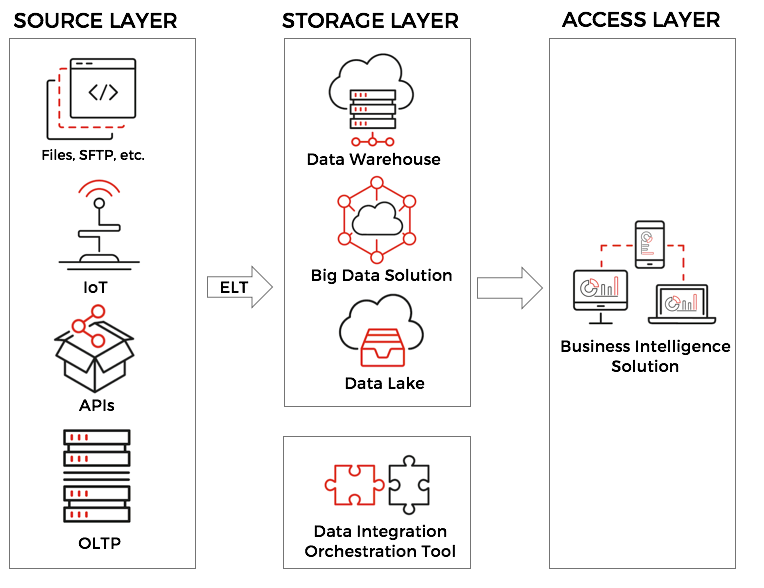 SOURCE LAYER
STORAGE LAYER
ACCESS LAYER
</>
Files, SFTP, etc.
IoT
APIs
OLTP
ELT
Data Warehouse
Big Data Solution
Data Lake
Data Integration
Orchestration Tool
Business Intelligence
Solution